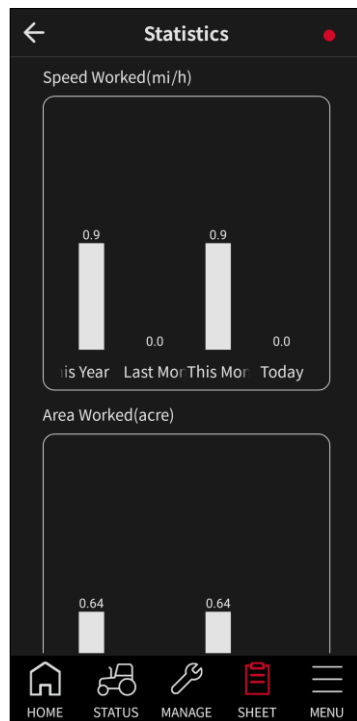 Statistics
Speed Worked(mi/h)
0.9
0.9
0.0
0.0
is Year Last Mor This Mor Today
Area Worked(acre)
0.64
0.64
HOME STATUS MANAGE SHEET MENU